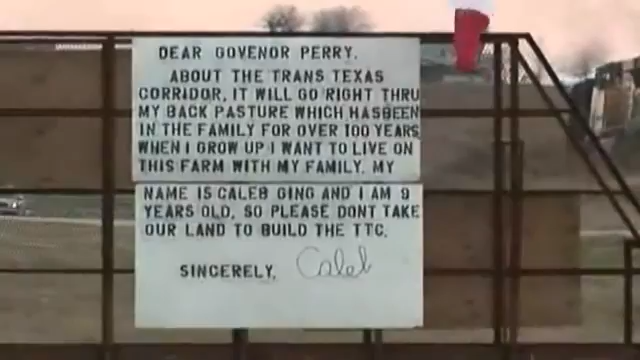 DEAR GOVENOR PERRY.
ABOUT THE TRANS TEXAS
CORRIDOR, IT WILL GO RIGHT THRU
MY BACK PASTURE WHICH HASBEEN
IN THE FAMILY FOR OVER 100 YEARS
WHEN I GROW UP I WANT TO LIVE ON
THIS FARM WITH MY FAMILY. MY
NAME IS CALEB GING AND I AM 9
YEARS OLD, SO PLEASE DONT TAKE
OUR LAND TO BUILD THE TTC.
SINCERELY, Caleb